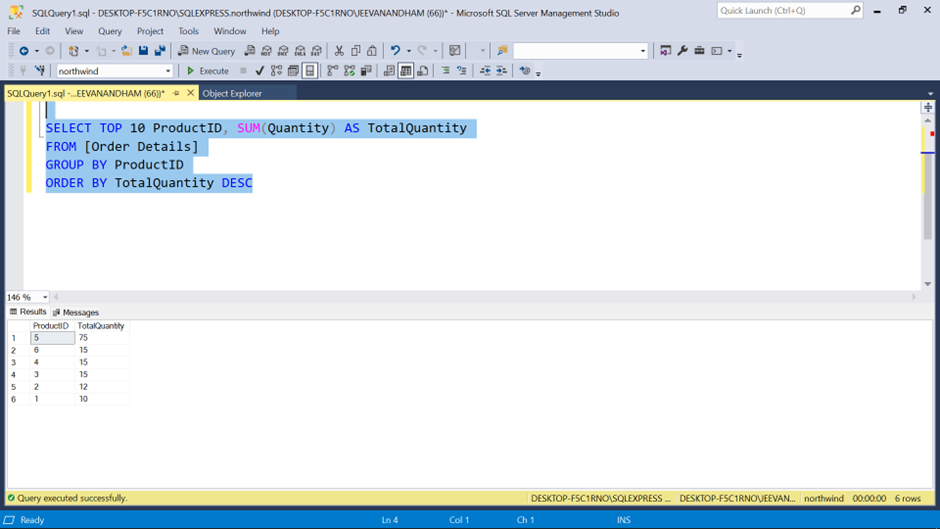 SQLQuery1.sql - DESKTOP-F5C1RNO\SQLEXPRESS.northwind (DESKTOP-F5C1RNO\JEEVANANDHAM (66))* - Microsoft SQL Server Management Studio
Quick Launch (Ctrl+Q)
File Edit View Query Project Tools Window Help
New Query
northwind Execute
SQLQuery1.sql -...EEVANANDHAM (66))* Object Explorer
SELECT TOP 10 ProductID, SUM(Quantity) AS TotalQuantity
FROM [Order Details]
GROUP BY ProductID
ORDER BY TotalQuantity DESC
146 %
Results Messages
ProductID TotalQuantity
1 5 75
2 6 15
3 4 15
4 3 15
5 2 12
6 1 10
Query executed successfully. DESKTOP-F5C1RNO\SQLEXPRESS ... DESKTOP-F5C1RNO\JEEVAN... northwind 00:00:00 6 rows
Ready Ln 4 Col 1 Ch 1 INS